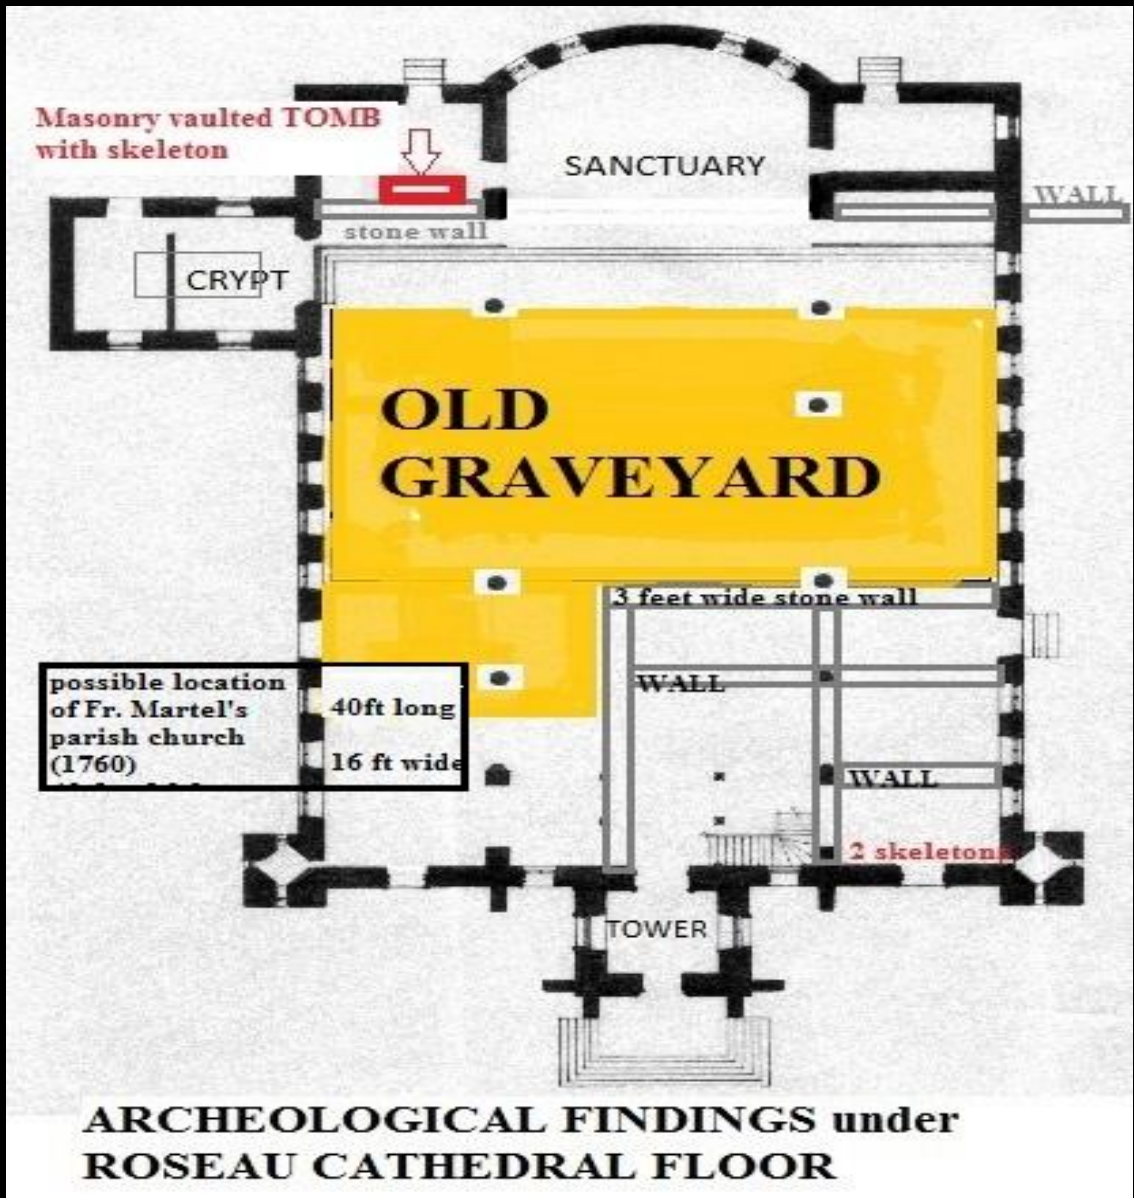 Masonry vaulted TOMB
with skeleton
SANCTUARY
WALL
stone wall
CRYPT
OLD
GRAVEYARD
3 feet wide stone wall
WALL
possible location
of Fr. Martel's
parish church
(1760)
40ft long
16 ft wide
WALL
2 skeletons
TOWER
ARCHEOLOGICAL FINDINGS under
ROSEAU CATHEDRAL FLOOR